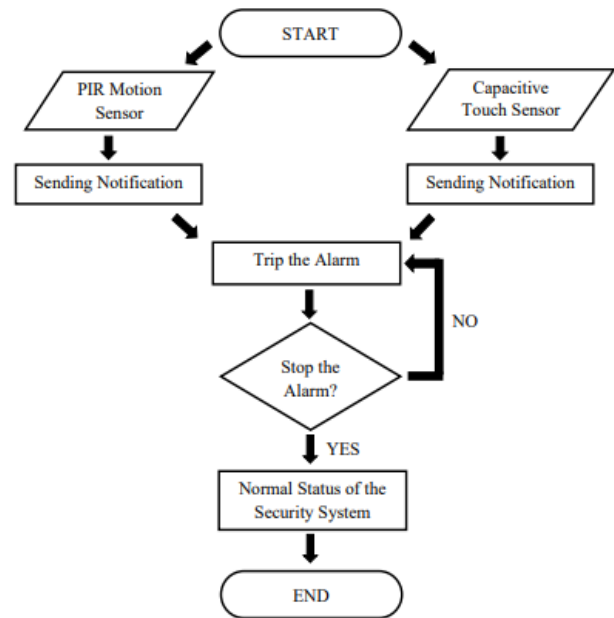 START
PIR Motion
Sensor
Capacitive
Touch Sensor
Sending Notification
Sending Notification
Trip the Alarm
NO
Stop the
Alarm?
YES
Normal Status of the
Security System
END